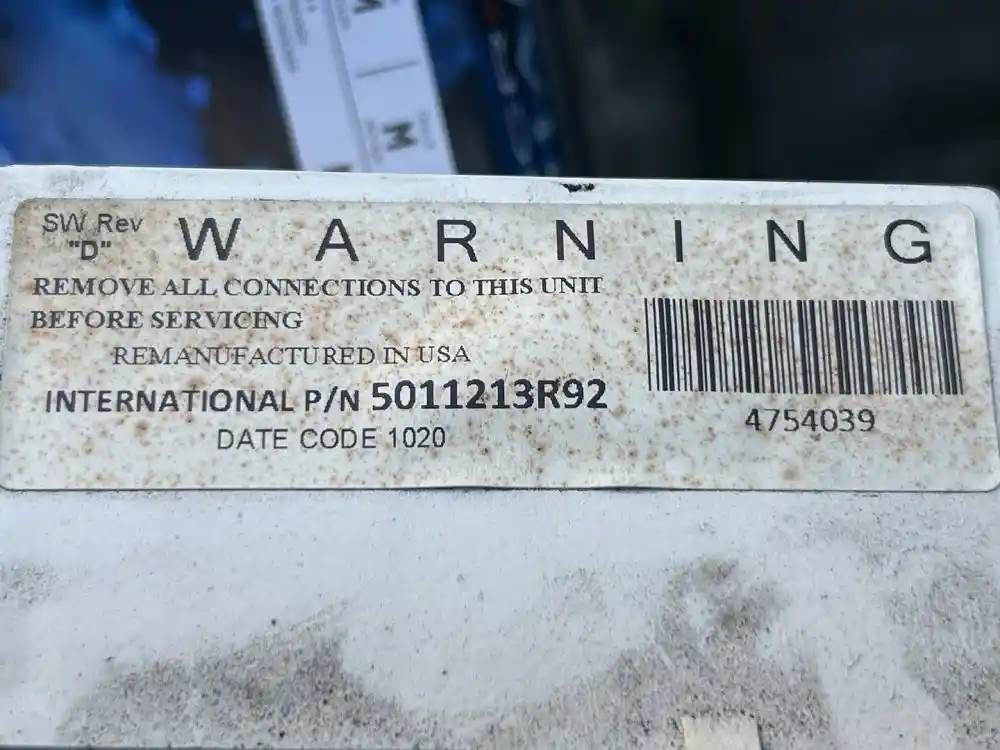 SW Rev
"D"
WARNING
REMOVE ALL CONNECTIONS TO THIS UNIT
BEFORE SERVICING
REMANUFACTURED IN USA
INTERNATIONAL P/N 5011213R92
DATE CODE 1020
4754039
M